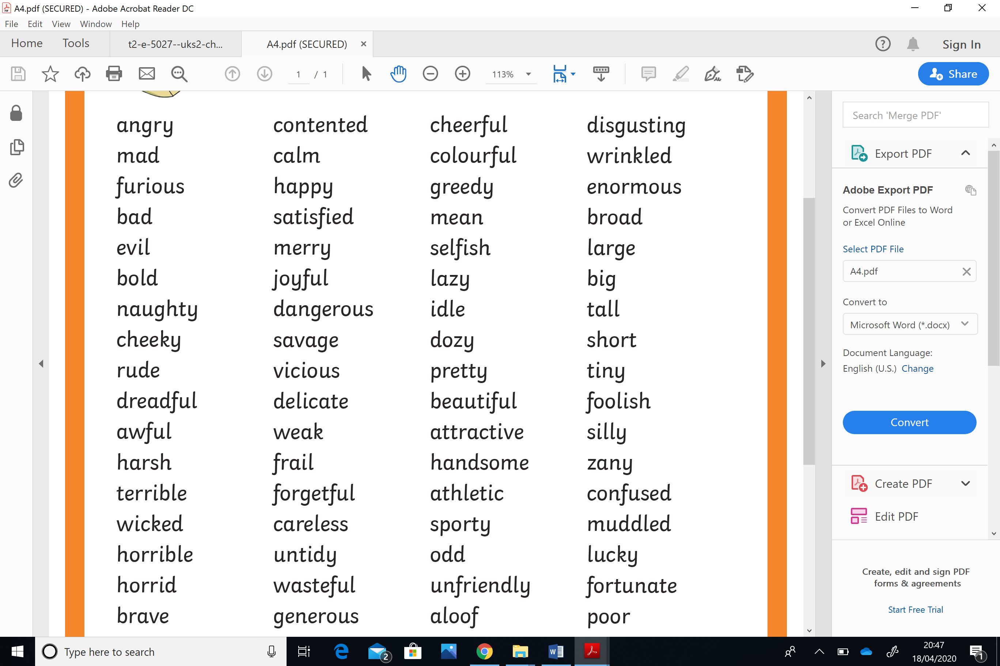 A4.pdf (SECURED) - Adobe Acrobat Reader DC
File Edit View Window Help
Home Tools t2-e-5027--uks2-ch... A4.pdf (SECURED) Sign In
1 / 1 113% Share
Search 'Merge PDF'
Export PDF
Adobe Export PDF
Convert PDF Files to Word
or Excel Online
Select PDF File
A4.pdf
Convert to
Microsoft Word (*.docx)
Document Language:
English (U.S.) Change
Convert
Create PDF
Edit PDF
Create, edit and sign PDF
forms & agreements
Start Free Trial
angry contented cheerful disgusting
mad calm colourful wrinkled
furious happy greedy enormous
bad satisfied mean broad
evil merry selfish large
bold joyful lazy big
naughty dangerous idle tall
cheeky savage dozy short
rude vicious pretty tiny
dreadful delicate beautiful foolish
awful weak attractive silly
harsh frail handsome zany
terrible forgetful athletic confused
wicked careless sporty muddled
horrible untidy odd lucky
horrid wasteful unfriendly fortunate
brave generous aloof poor
Type here to search 2 20:47
18/04/2020 1